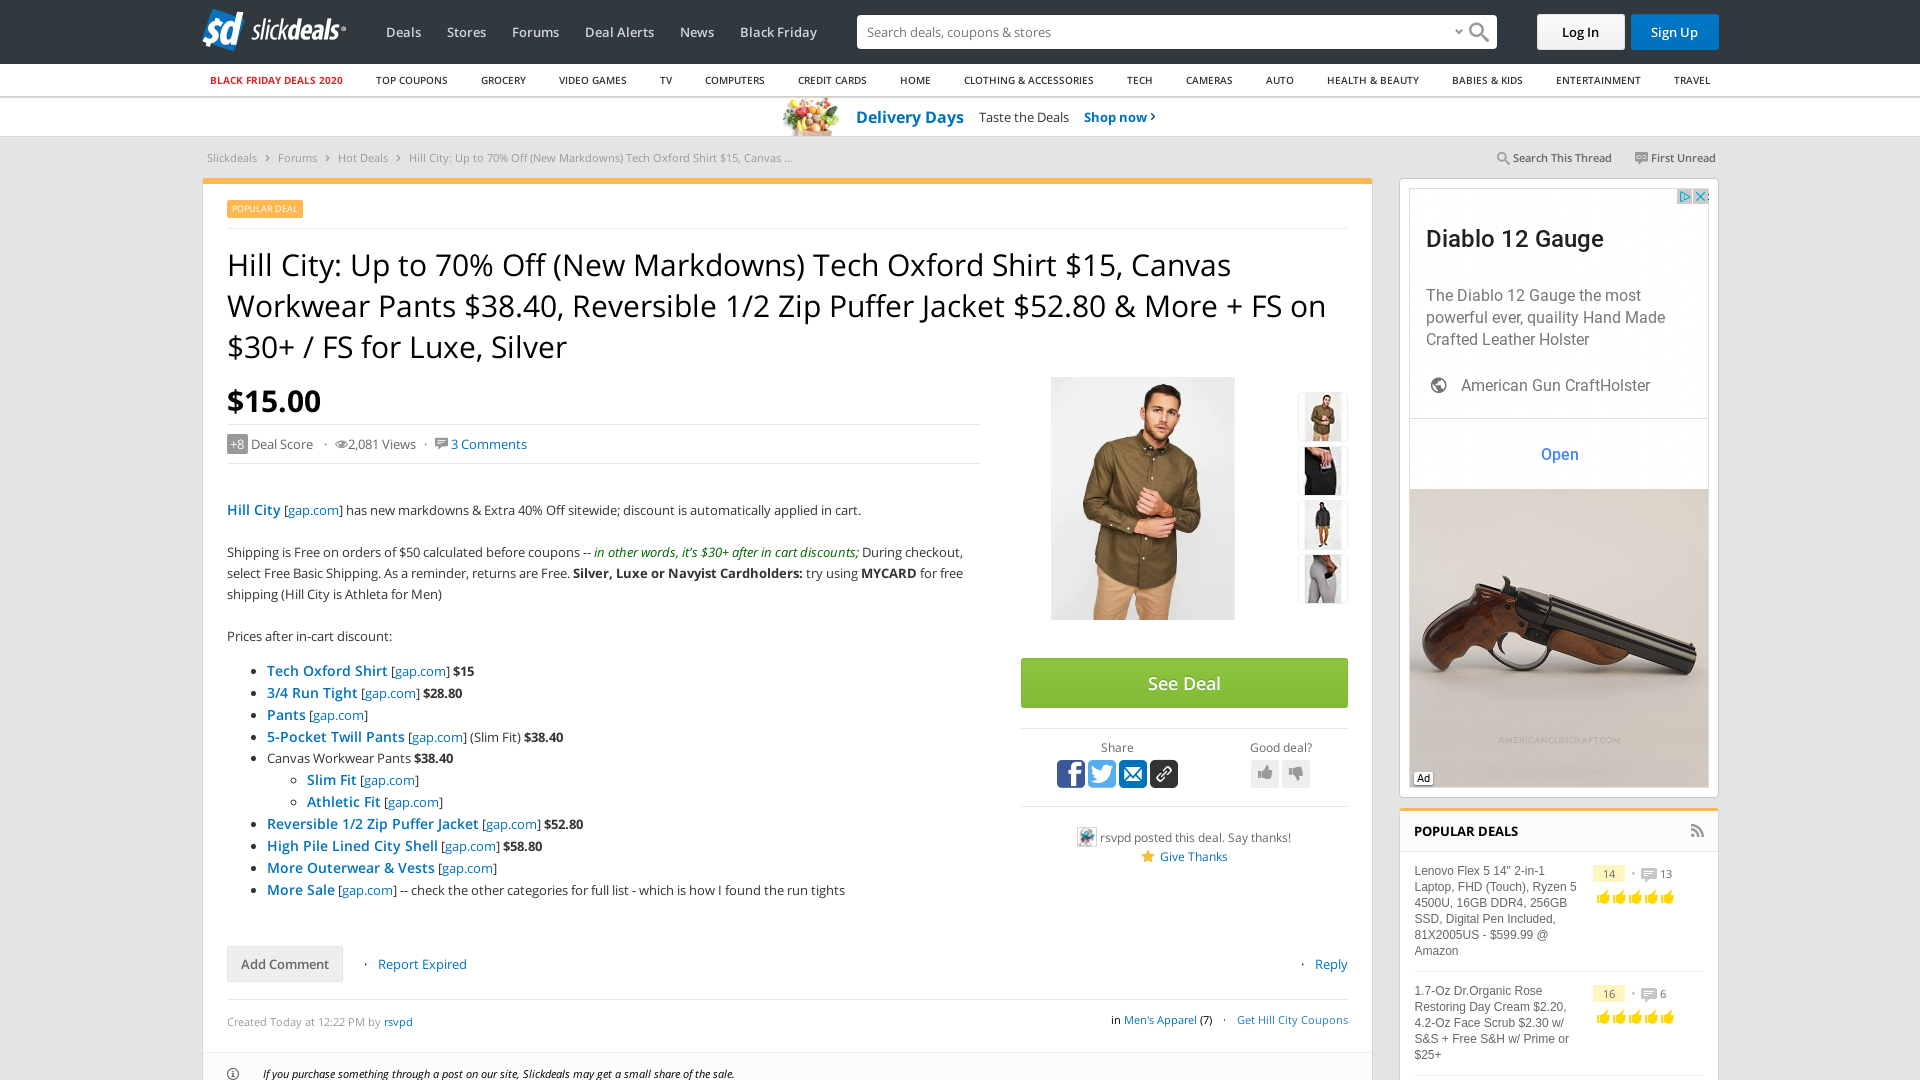 slickdeals
Deals
Stores
Forums
Deal Alerts
News
Black Friday
Search deals, coupons & shopping
Log In
Sign Up
BLACK FRIDAY DEALS 2020
TOP COUPONS
GROCERY
VIDEO GAMES
TV
COMPUTERS
CREDIT CARDS
HOME
CLOTHING & ACCESSORIES
TECH
CAMERAS
AUTO
HEALTH & BEAUTY
BABIES & KIDS
ENTERTAINMENT
TRAVEL
Delivery Days Taste the Deals Shop now ›
Slickdeals › Forums › Hot Deals › Hill City: Up to 70% Off (New Markdowns) Tech Oxford Shirt $15, Canvas ...
Search This Thread
First Unread
POPULAR DEAL
Hill City: Up to 70% Off (New Markdowns) Tech Oxford Shirt $15, Canvas
Workwear Pants $38.40, Reversible 1/2 Zip Puffer Jacket $52.80 & More + FS on
$30+ / FS for Luxe, Silver
$15.00
+8 Deal Score · 2,081 Views · 3 Comments
Hill City [gap.com] has new markdowns & Extra 40% Off sitewide; discount is automatically applied in cart.
Shipping is Free on orders of $50 calculated before coupons -- in other words, it's $30+ after in cart discounts; During checkout,
select Free Basic Shipping. As a reminder, returns are Free. Silver, Luxe or Navyist Cardholders: try using MYCARD for free
shipping (Hill City is Athleta for Men)
Prices after in-cart discount:
Tech Oxford Shirt [gap.com] $15
3/4 Run Tight [gap.com] $28.80
Pants [gap.com]
5-Pocket Twill Pants [gap.com] (Slim Fit) $38.40
Canvas Workwear Pants $38.40
Slim Fit [gap.com]
Athletic Fit [gap.com]
Reversible 1/2 Zip Puffer Jacket [gap.com] $52.80
High Pile Lined City Shell [gap.com] $58.80
More Outerwear & Vests [gap.com]
More Sale [gap.com] -- check the other categories for full list - which is how I found the run tights
See Deal
Share
Good deal?
rsvpd posted this deal. Say thanks!
Give Thanks
Add Comment · Report Expired
· Reply
Created Today at 12:22 PM by rsvpd
in Men's Apparel (7) · Get Hill City Coupons
If you purchase something through a post on our site, Slickdeals may get a small share of the sale.
Diablo 12 Gauge
The Diablo 12 Gauge the most
powerful ever, quaility Hand Made
Crafted Leather Holster
American Gun CraftHolster
Open
AMERICANGUNCRAFT.COM
Ad
POPULAR DEALS
Lenovo Flex 5 14" 2-in-1
Laptop, FHD (Touch), Ryzen 5
4500U, 16GB DDR4, 256GB
SSD, Digital Pen Included,
81X2005US - $599.99 @
Amazon
14 · 13
1.7-Oz Dr.Organic Rose
Restoring Day Cream $2.20,
4.2-Oz Face Scrub $2.30 w/
S&S + Free S&H w/ Prime or
$25+
16 · 6